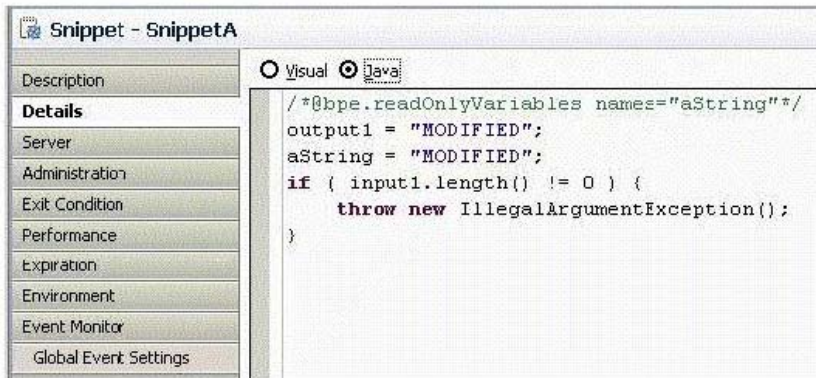 Snippet - SnippetA
Description
Details
Server
Administration
Exit Condition
Performance
Expiration
Environment
Event Monitor
Global Event Settings
Visual Java
/*@bpe.readOnlyVariables names="aString"*/
output1 = "MODIFIED";
aString = "MODIFIED";
if ( input1.length() != 0 ) {
throw new IllegalArgumentException();
}